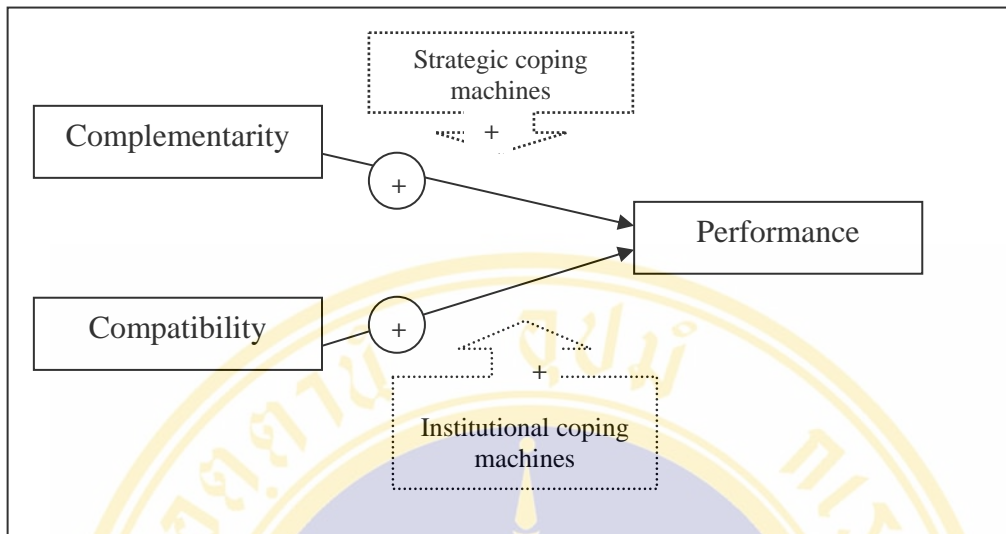 Strategic coping
machines
+
Complementarity
+
Performance
Compatibility
+
+
Institutional coping
machines